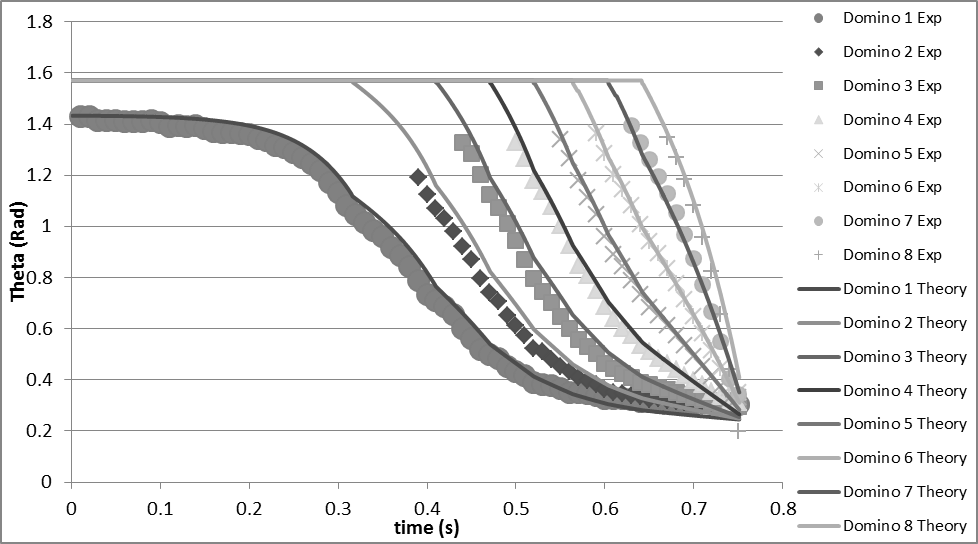 1.8
1.6
1.4
1.2
1
0.8
0.6
0.4
0.2
0
Theta (Rad)
0 0.1 0.2 0.3 0.4 0.5 0.6 0.7 0.8
time (s)
Domino 1 Exp
Domino 2 Exp
Domino 3 Exp
Domino 4 Exp
Domino 5 Exp
Domino 6 Exp
Domino 7 Exp
Domino 8 Exp
Domino 1 Theory
Domino 2 Theory
Domino 3 Theory
Domino 4 Theory
Domino 5 Theory
Domino 6 Theory
Domino 7 Theory
Domino 8 Theory